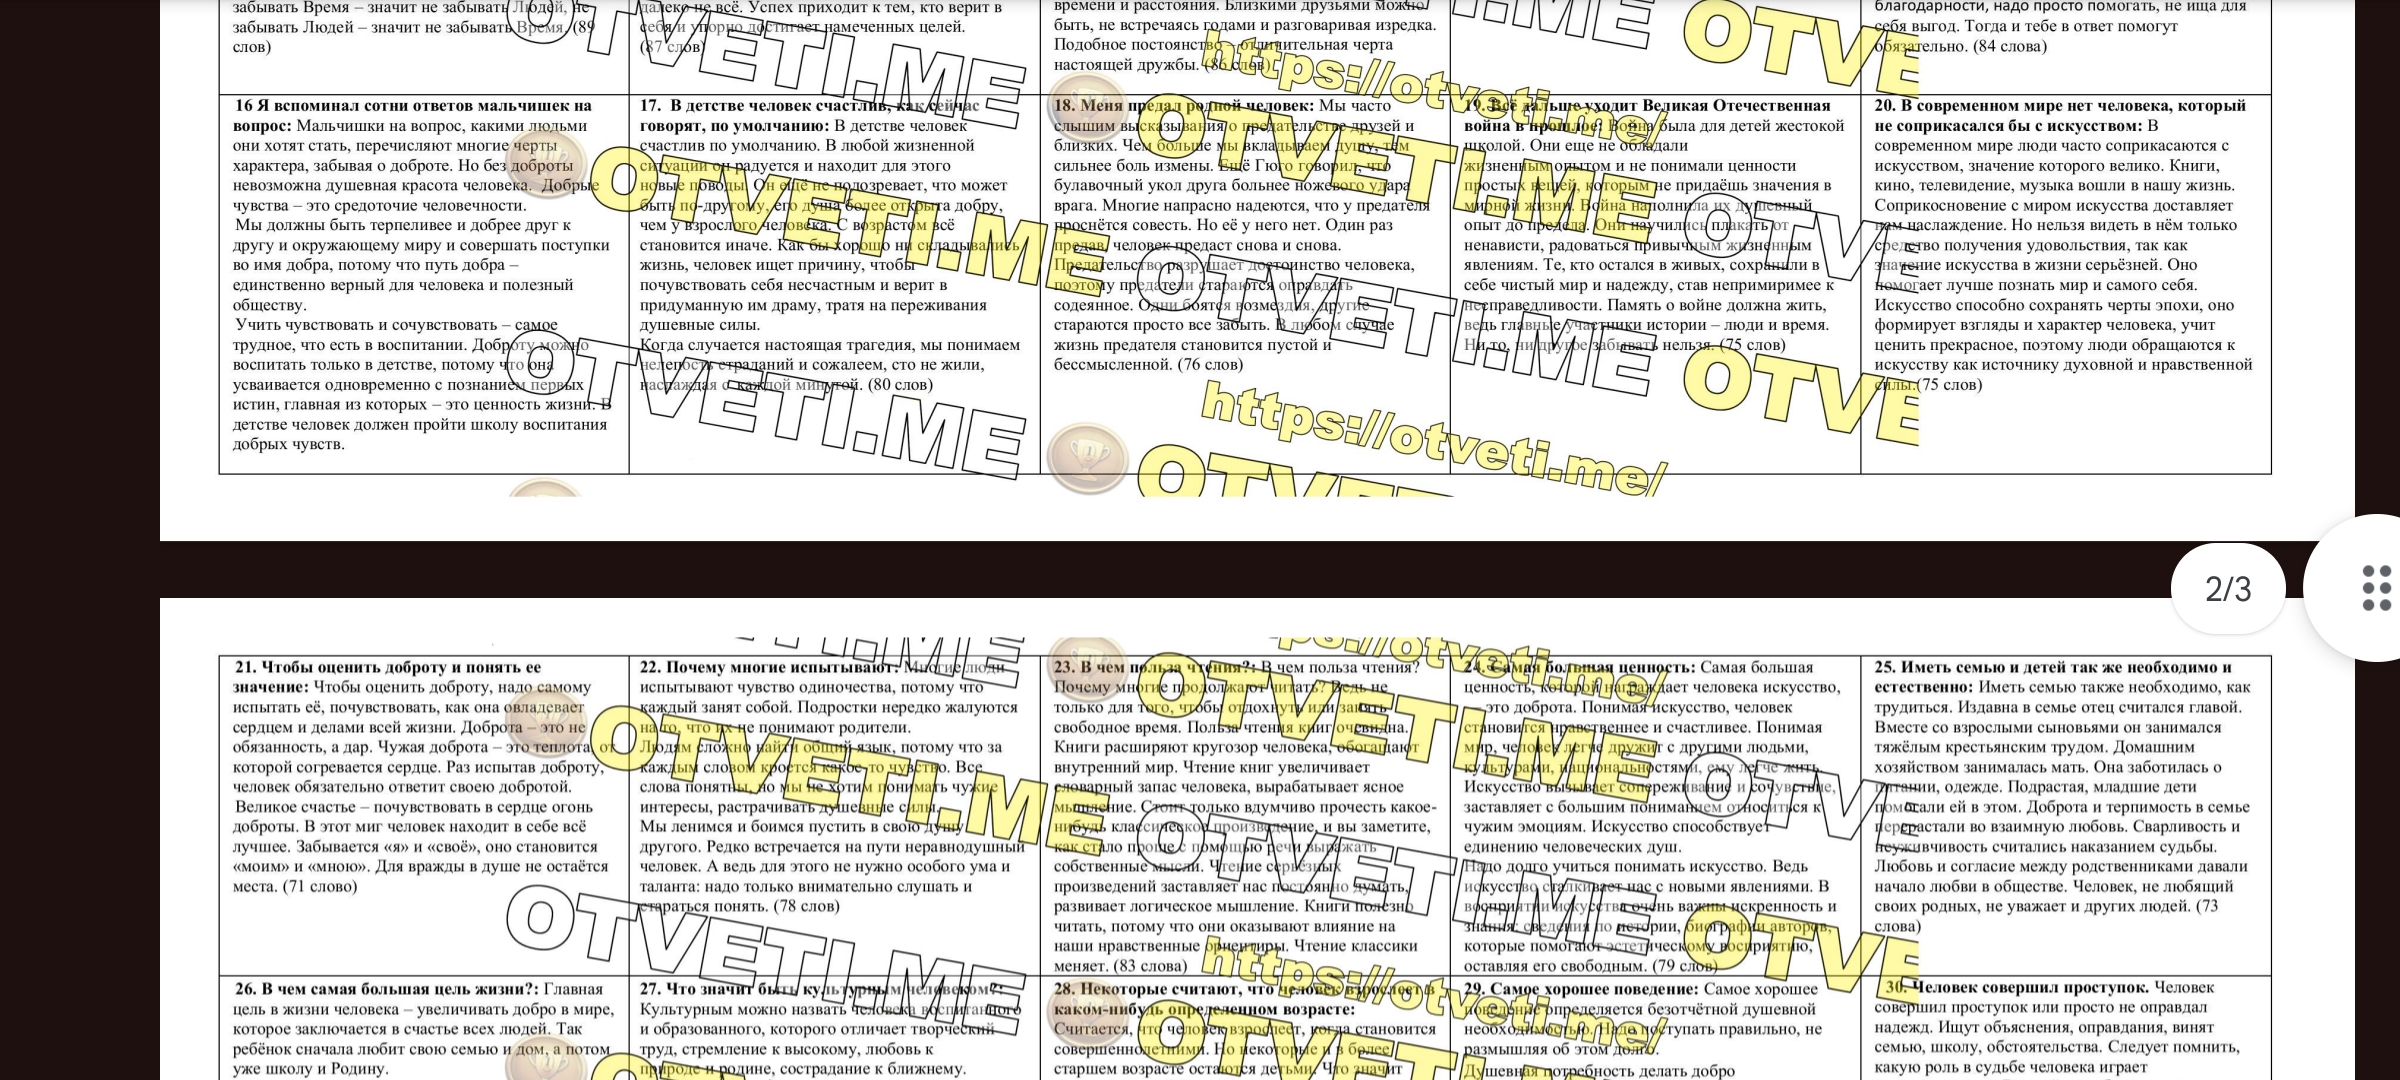 забывать Время – значит не забывать Людей, не
забывать Людей – значит не забывать Время. (89
слов)
далеко не всё. Успех приходит к тем, кто верит в
себя и упорно достигает намеченных целей.
(87 слов)
времени и расстояния. Близкими друзьями можно
быть, не встречаясь годами и разговаривая изредка.
Подобное постоянство – отличительная черта
настоящей дружбы. (86 слов)
благодарности, надо просто помогать, не ища для
себя выгод. Тогда и тебе в ответ помогут
обязательно. (84 слова)
16 Я вспоминал сотни ответов мальчишек на
вопрос: Мальчишки на вопрос, какими людьми
они хотят стать, перечисляют многие черты
характера, забывая о доброте. Но без доброты
невозможна душевная красота человека. Добрые
чувства – это средоточие человечности.
Мы должны быть терпеливее и добрее друг к
другу и окружающему миру и совершать поступки
во имя добра, потому что путь добра –
единственно верный для человека и полезный
обществу.
Учить чувствовать и сочувствовать – самое
трудное, что есть в воспитании. Доброту можно
воспитать только в детстве, потому что она
усваивается одновременно с познанием первых
истин, главная из которых – это ценность жизни. В
детстве человек должен пройти школу воспитания
добрых чувств.
17. В детстве человек счастлив, как сейчас
говорят, по умолчанию: В детстве человек
счастлив по умолчанию. В любой жизненной
ситуации он радуется и находит для этого
новые поводы. Он ещё не подозревает, что может
быть по-другому, его душа более открыта добру,
чем у взрослого человека. С возрастом всё
становится иначе. Как бы хорошо ни складывались
жизнь, человек ищет причину, чтобы
почувствовать себя несчастным и верит в
придуманную им драму, тратя на переживания
душевные силы.
Когда случается настоящая трагедия, мы понимаем
нелепость страданий и сожалеем, сто не жили,
наслаждая с каждой минутой. (80 слов)
18. Меня предал родной человек: Мы часто
слышим высказывания о предательстве друзей и
близких. Чем больше мы вкладываем душу, тем
сильнее боль измены. Ещё Гюго говорил, что
булавочный укол друга больнее ножевого удара
врага. Многие напрасно надеются, что у предателя
проснётся совесть. Но её у него нет. Один раз
предав, человек предаст снова и снова.
Предательство разрушает достоинство человека,
поэтому предатели стараются оправдать
содеянное. Одни боятся возмездия, другие
стараются просто все забыть. В любом случае
жизнь предателя становится пустой и
бессмысленной. (76 слов)
19. Всё дальше уходит Великая Отечественная
война в прошлое: Война была для детей жестокой
школой. Они еще не обладали
жизненным опытом и не понимали ценности
простых вещей, которым не придаёшь значения в
мирной жизни. Война наполнила их душевный
опыт до предела. Они научились плакать от
ненависти, радоваться привычным жизненным
явлениям. Те, кто остался в живых, сохранили в
себе чистый мир и надежду, став непримиримее к
несправедливости. Память о войне должна жить,
ведь главные участники истории – люди и время.
Ни то, ни другое забывать нельзя. (75 слов)
20. В современном мире нет человека, который
не соприкасался бы с искусством: В
современном мире люди часто соприкасаются с
искусством, значение которого велико. Книги,
кино, телевидение, музыка вошли в нашу жизнь.
Соприкосновение с миром искусства доставляет
нам наслаждение. Но нельзя видеть в нём только
средство получения удовольствия, так как
значение искусства в жизни серьёзней. Оно
помогает лучше познать мир и самого себя.
Искусство способно сохранять черты эпохи, оно
формирует взгляды и характер человека, учит
ценить прекрасное, поэтому люди обращаются к
искусству как источнику духовной и нравственной
силы.(75 слов)
2/3
21. Чтобы оценить доброту и понять ее
значение: Чтобы оценить доброту, надо самому
испытать её, почувствовать, как она овладевает
сердцем и делами всей жизни. Доброта – это не
обязанность, а дар. Чужая доброта – это теплота, от
которой согревается сердце. Раз испытав доброту,
человек обязательно ответит своею добротой.
Великое счастье – почувствовать в сердце огонь
доброты. В этот миг человек находит в себе всё
лучшее. Забывается «я» и «своё», оно становится
«моим» и «мною». Для вражды в душе не остаётся
места. (71 слово)
22. Почему многие испытывают: Многие люди
испытывают чувство одиночества, потому что
каждый занят собой. Подростки нередко жалуются
на то, что их не понимают родители.
Людям сложно найти общий язык, потому что за
каждым словом кроется какое-то чувство. Все
слова понятны, но мы не хотим понимать чужие
интересы, растрачивать душевные силы.
Мы ленимся и боимся пустить в свою душу
другого. Редко встречается на пути неравнодушный
человек. А ведь для этого не нужно особого ума и
таланта: надо только внимательно слушать и
стараться понять. (78 слов)
23. В чем польза чтения?: В чем польза чтения?
Почему многие продолжают читать? Ведь не
только для того, чтобы отдохнуть или занять
свободное время. Польза чтения книг очевидна.
Книги расширяют кругозор человека, обогащают
внутренний мир. Чтение книг увеличивает
словарный запас человека, вырабатывает ясное
мышление. Стоит только вдумчиво прочесть какое-
нибудь классическое произведение, и вы заметите,
как стало проще с помощью речи выражать
собственные мысли. Чтение серьёзных
произведений заставляет нас постоянно думать,
развивает логическое мышление. Книги полезно
читать, потому что они оказывают влияние на
наши нравственные ориентиры. Чтение классики
меняет. (83 слова)
24. Самая большая ценность: Самая большая
ценность, которой награждает человека искусство,
– это доброта. Понимая искусство, человек
становится нравственнее и счастливее. Понимая
мир, человек легче дружит с другими людьми,
культурами, национальностями, ему легче жить.
Искусство вызывает сопереживание и сочувствие,
заставляет с большим пониманием относиться к
чужим эмоциям. Искусство способствует
единению человеческих душ.
Надо долго учиться понимать искусство. Ведь
искусство сталкивает нас с новыми явлениями. В
восприятии искусства очень важны искренность и
знания: сведения по истории, биографии авторов,
которые помогают эстетическому восприятию,
оставляя его свободным. (79 слов)
25. Иметь семью и детей так же необходимо и
естественно: Иметь семью также необходимо, как
трудиться. Издавна в семье отец считался главой.
Вместе со взрослыми сыновьями он занимался
тяжёлым крестьянским трудом. Домашним
хозяйством занималась мать. Она заботилась о
питании, одежде. Подрастая, младшие дети
помогали ей в этом. Доброта и терпимость в семье
перерастали во взаимную любовь. Сварливость и
неуживчивость считались наказанием судьбы.
Любовь и согласие между родственниками давали
начало любви в обществе. Человек, не любящий
своих родных, не уважает и других людей. (73
слова)
26. В чем самая большая цель жизни?: Главная
цель в жизни человека – увеличивать добро в мире,
которое заключается в счастье всех людей. Так
ребёнок сначала любит свою семью и дом, а потом
уже школу и Родину.
27. Что значит быть культурным человеком?:
Культурным можно назвать человека воспитанного
и образованного, которого отличает творческий
труд, стремление к высокому, любовь к
природе и родине, сострадание к ближнему.
28. Некоторые считают, что человек взрослеет в
каком-нибудь определенном возрасте:
Считается, что человек взрослеет, когда становится
совершеннолетними. Но некоторые и в более
старшем возрасте остаются детьми. Что значит
29. Самое хорошее поведение: Самое хорошее
поведение определяется безотчётной душевной
необходимостью. Надо поступать правильно, не
размышляя об этом долго.
Душевная потребность делать добро
30. Человек совершил проступок. Человек
совершил проступок или просто не оправдал
надежд. Ищут объяснения, оправдания, винят
семью, школу, обстоятельства. Следует помнить,
какую роль в судьбе человека играет
OTVETI.ME
https://otveti.me/